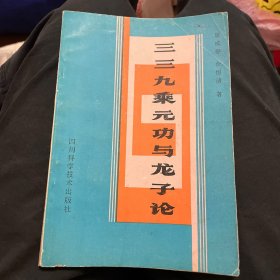 三三九乘元功与龙子论
著
四川科学技术出版社